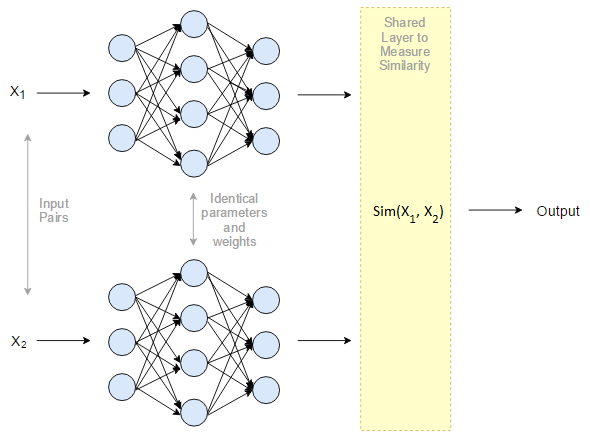 Shared
Layer to
Measure
Similarity
X1
Input
Pairs
Identical
parameters
and
weights
Sim(X1, X2)
Output
X2